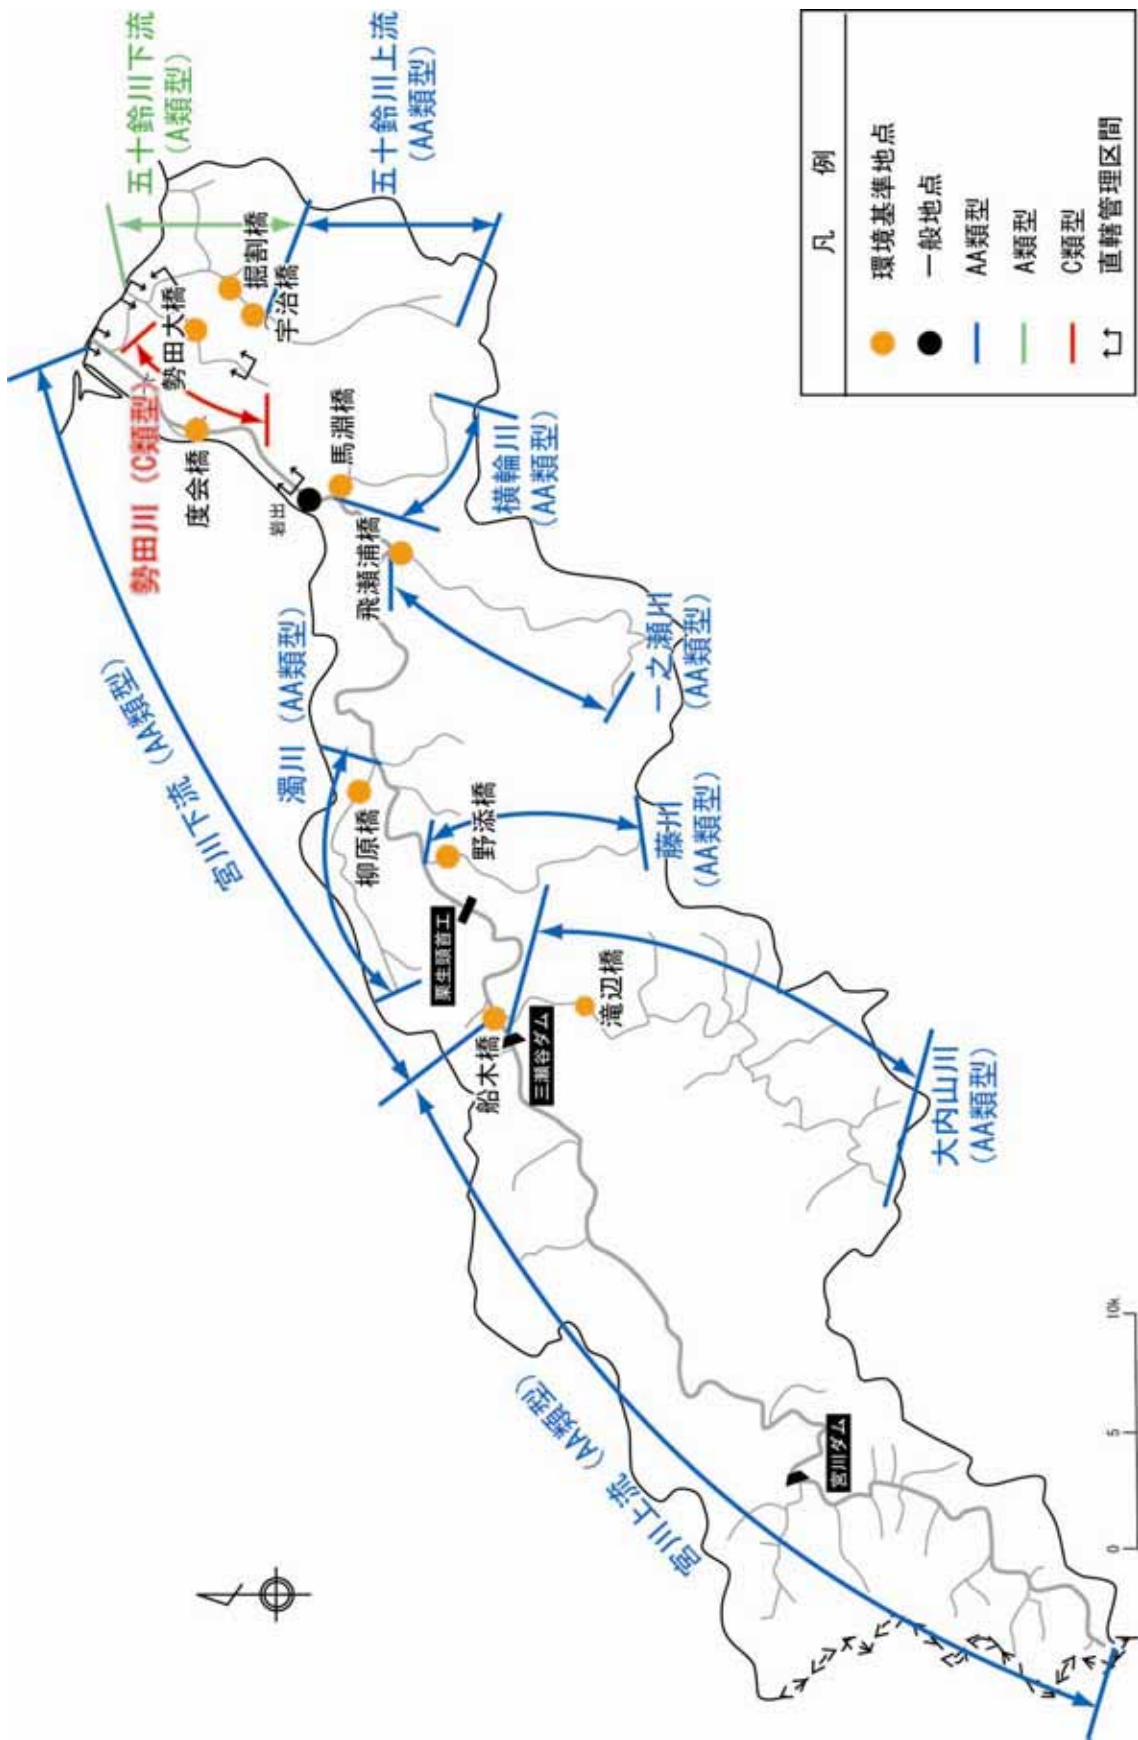 五十鈴川下流
(A類型)
五十鈴川上流
(AA類型)
掘割橋
宇治橋
勢田大橋
勢田川（C類型）
度会橋
岩出
馬淵橋
横輪川
(AA類型)
飛瀬浦橋
一之瀬川
(AA類型)
宮川下流（AA類型）
濁川（AA類型）
柳原橋
野添橋
藤川
(AA類型)
粟生頭首工
船木橋
三瀬谷ダム
滝辺橋
大内山川
(AA類型)
宮川上流（AA類型）
宮川ダム
凡例
環境基準地点
一般地点
AA類型
A類型
C類型
直轄管理区間
0 5 10k